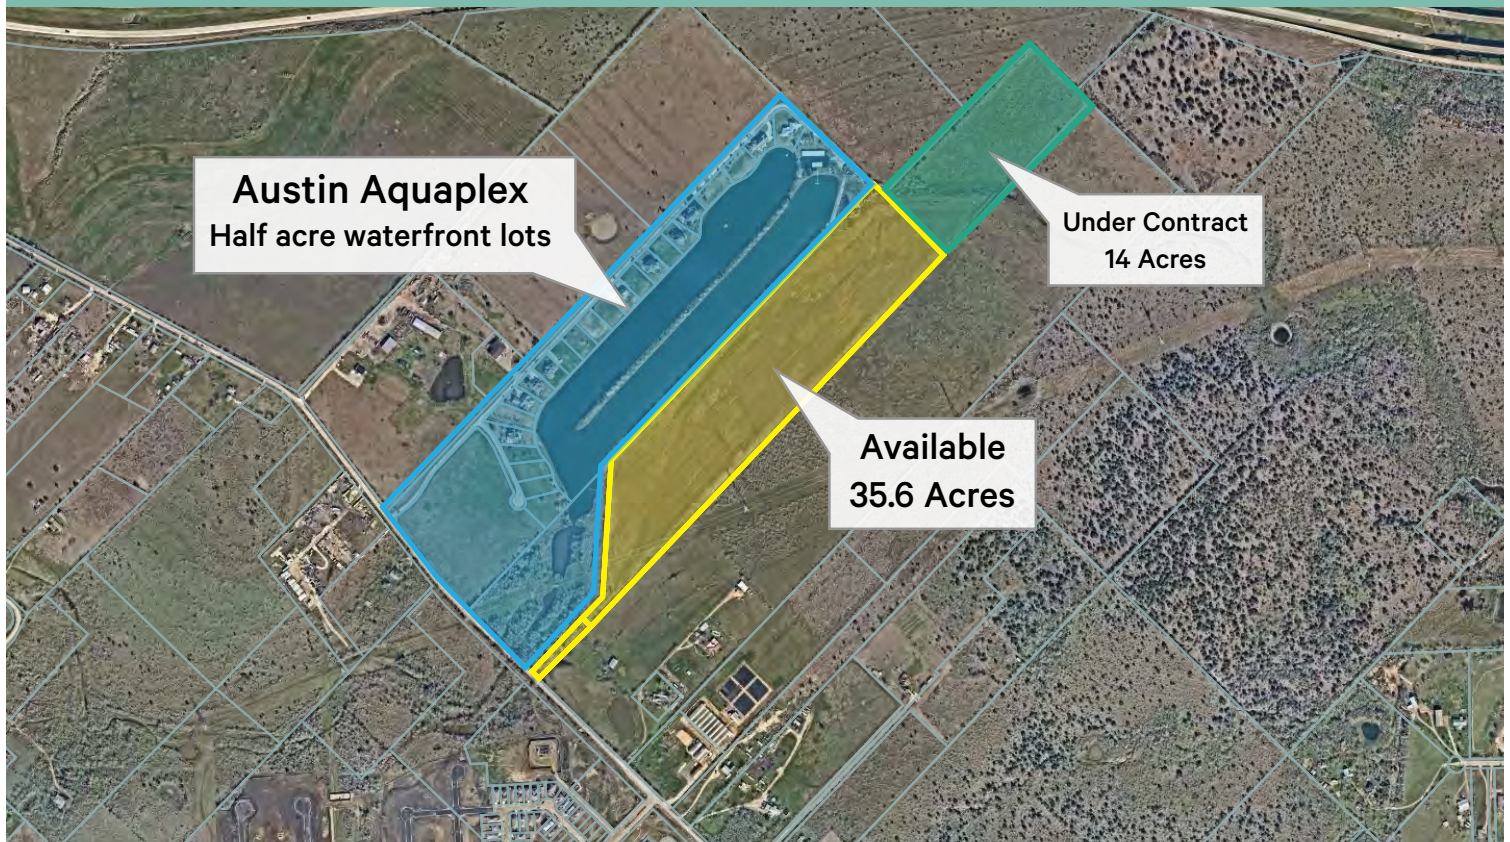 Austin Aquaplex
Half acre waterfront lots
Under Contract
14 Acres
Available
35.6 Acres